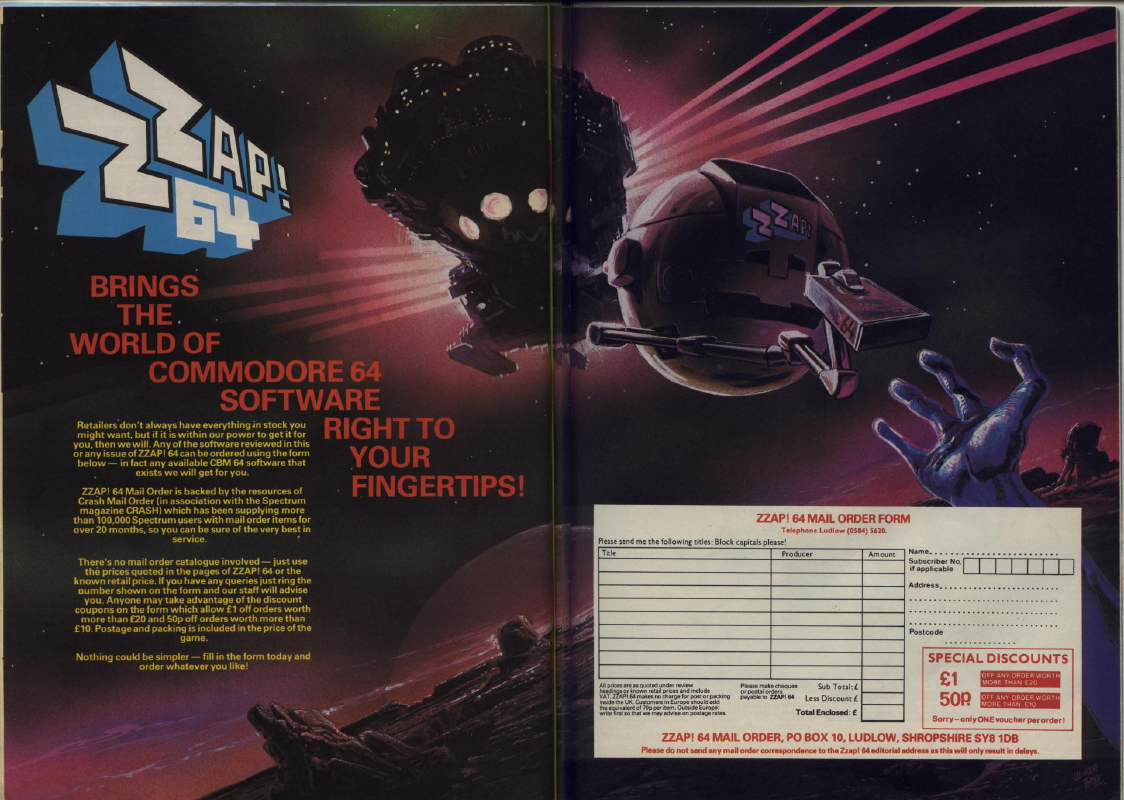 ZZAP!
64
BRINGS
THE
WORLD OF
COMMODORE 64
SOFTWARE
RIGHT TO
YOUR
FINGERTIPS!
Retailers don't always have everything in stock you
might want, but if it is within our power to get it for
you, then we will. Any of the software reviewed in this
or any issue of ZZAP! 64 can be ordered using the form
below — in fact any available CBM 64 software that
exists we will get for you.
ZZAP! 64 Mail Order is backed by the resources of
Crash Mail Order (in association with the Spectrum
magazine CRASH) which has been supplying more
than 100,000 Spectrum users with mail order items for
over 20 months, so you can be sure of the very best in
service.
There's no mail order catalogue involved — just use
the prices quoted in the pages of ZZAP! 64 or the
known retail price. If you have any queries just ring the
number shown on the form and our staff will advise
you. Anyone may take advantage of the discount
coupons on the form which allow £1 off orders worth
more than £20 and 50p off orders worth more than
£10. Postage and packing is included in the price of the
game.
Nothing could be simpler — fill in the form today and
order whatever you like!
ZZAP!
64
ZZAP! 64 MAIL ORDER FORM
Telephone Ludlow (0584) 5620.
Please send me the following titles: Block capitals please!
Title Producer Amount
Name
Subscriber No.
if applicable
Address
Postcode
SPECIAL DISCOUNTS
£1 OFF ANY ORDER WORTH
MORE THAN £20
50p OFF ANY ORDER WORTH
MORE THAN £10
Sorry – only ONE voucher per order!
All prices are as quoted under review
headings or known retail prices and include
VAT. ZZAP! 64 makes no charge for post or packing
inside the UK. Customers in Europe should add
the equivalent of 70p per item. Outside Europe:
write first so that we may advise on postage rates.
Please make cheques
or postal orders
payable to ZZAP! 64
Sub Total: £
Less Discount £
Total Enclosed: £
ZZAP! 64 MAIL ORDER, PO BOX 10, LUDLOW, SHROPSHIRE SY8 1DB
Please do not send any mail order correspondence to the Zzap! 64 editorial address as this will only result in delays.